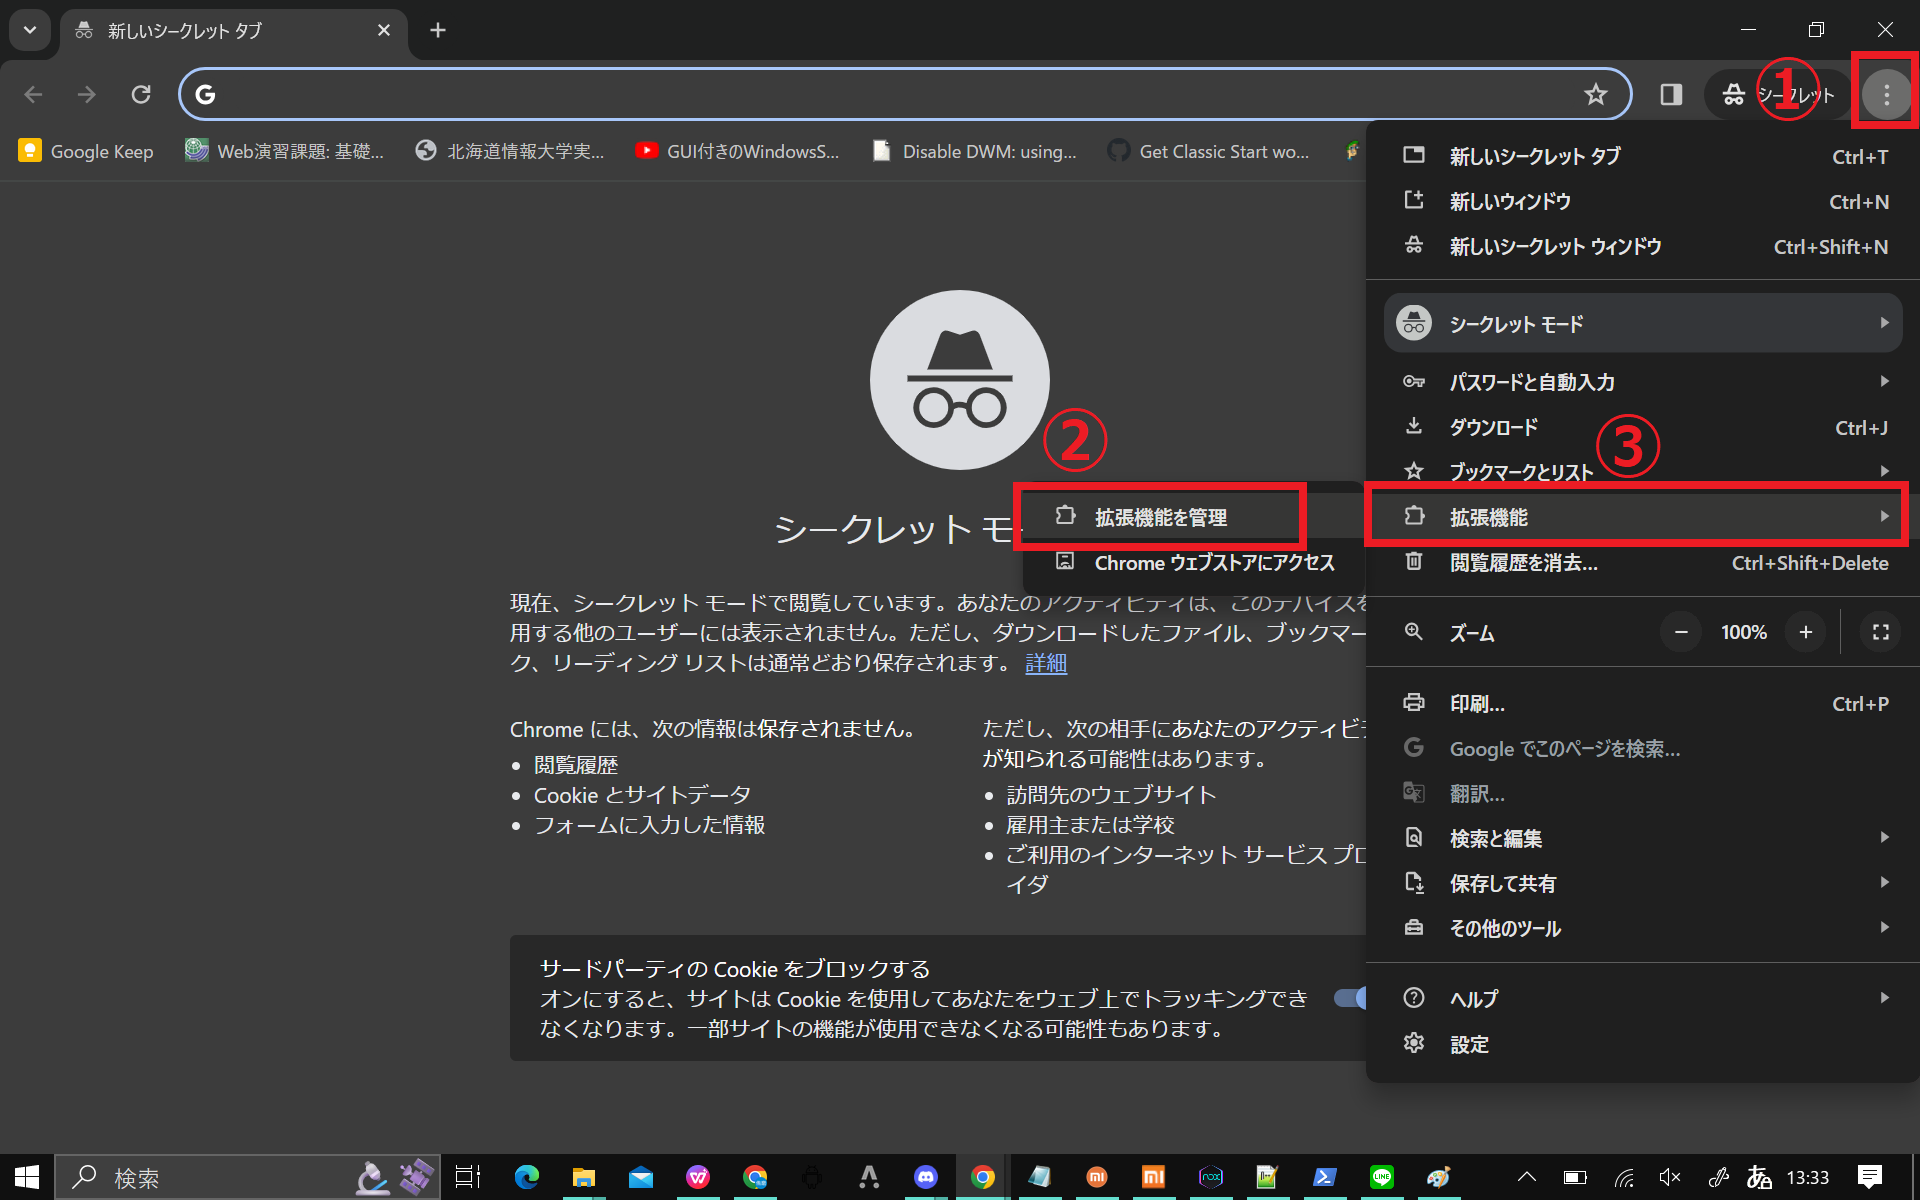 新しいシークレット タブ
シークレット
①
Google Keep
Web演習課題: 基礎...
北海道情報大学実...
GUI付きのWindowsS...
Disable DWM: using...
Get Classic Start wo...
新しいシークレット タブ Ctrl+T
新しいウィンドウ Ctrl+N
新しいシークレット ウィンドウ Ctrl+Shift+N
シークレット モード
パスワードと自動入力
ダウンロード Ctrl+J
ブックマークとリスト
③
拡張機能
閲覧履歴を消去... Ctrl+Shift+Delete
ズーム − 100% +
印刷... Ctrl+P
Google でこのページを検索...
翻訳...
検索と編集
保存して共有
その他のツール
ヘルプ
設定
②
拡張機能を管理
Chrome ウェブストアにアクセス
シークレット モ
現在、シークレット モードで閲覧しています。あなたのアクティビティは、このデバイスを
用する他のユーザーには表示されません。ただし、ダウンロードしたファイル、ブックマー
ク、リーディング リストは通常どおり保存されます。 詳細
Chrome には、次の情報は保存されません。
閲覧履歴
Cookie とサイトデータ
フォームに入力した情報
ただし、次の相手にあなたのアクティビテ
が知られる可能性はあります。
訪問先のウェブサイト
雇用主または学校
ご利用のインターネット サービス プロ
イダ
サードパーティの Cookie をブロックする
オンにすると、サイトは Cookie を使用してあなたをウェブ上でトラッキングでき
なくなります。一部サイトの機能が使用できなくなる可能性もあります。
検索
mi
mi
nox
LINE
あ
13:33